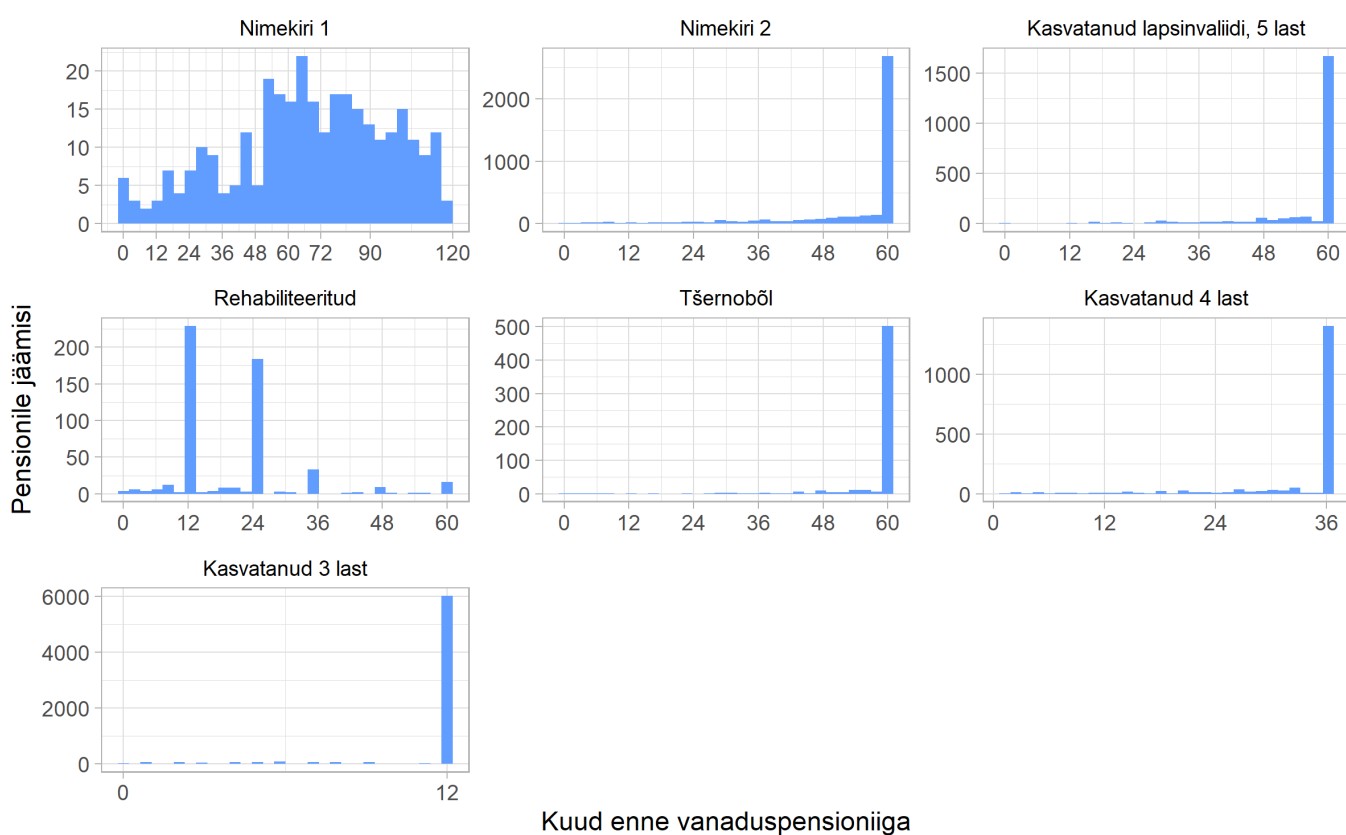 Nimekiri 1
20
15
10
5
0
0 12 24 36 48 60 72 90 120
Nimekiri 2
2000
1000
0
0 12 24 36 48 60
Kasvatanud lapsinvaliidi, 5 last
1500
1000
500
0
0 12 24 36 48 60
Pensionile jäämisi
Rehabiliteeritud
200
150
100
50
0
0 12 24 36 48 60
Tšernobõl
500
400
300
200
100
0
0 12 24 36 48 60
Kasvatanud 4 last
1000
500
0
0 12 24 36
Kasvatanud 3 last
6000
4000
2000
0
0 12
Kuud enne vanaduspensioniiga